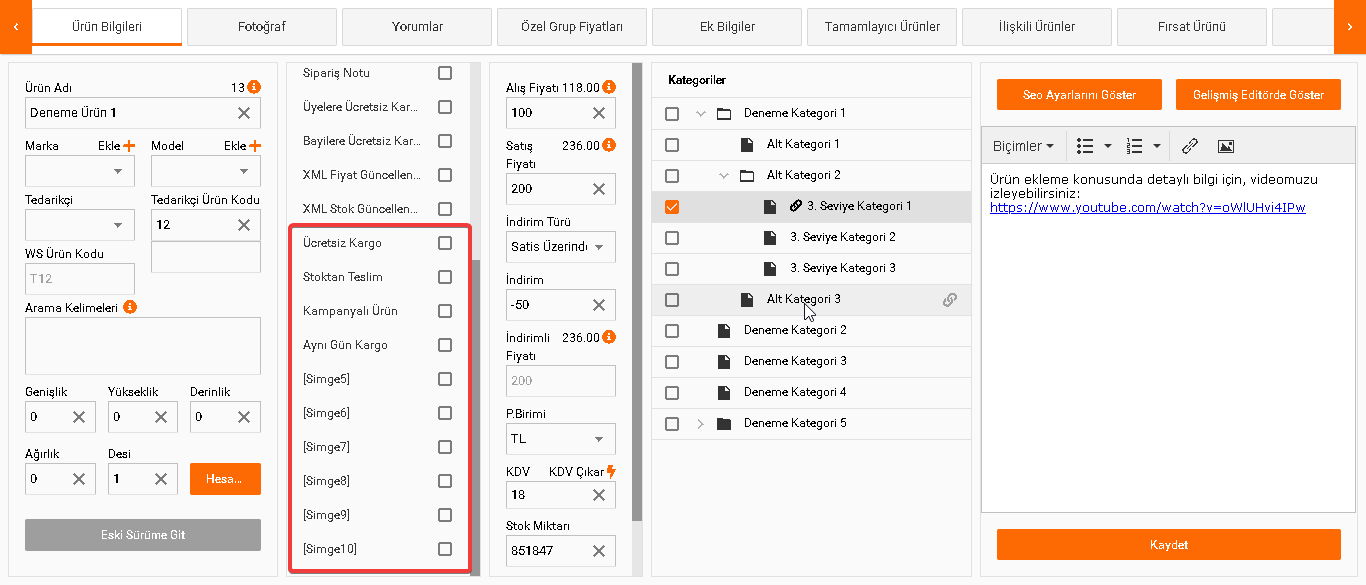 Ürün Bilgileri
Fotoğraf
Yorumlar
Özel Grup Fiyatları
Ek Bilgiler
Tamamlayıcı Ürünler
İlişkili Ürünler
Fırsat Ürünü
Ürün Adı 13
Deneme Ürün 1
Marka Ekle
Model Ekle
Tedarikçi
Tedarikçi Ürün Kodu
12
WS Ürün Kodu
T12
Arama Kelimeleri
Genişlik
Yükseklik
Derinlik
0
0
0
Ağırlık
Desi
0
1
Hesa...
Eski Sürüme Git
Sipariş Notu
Üyelere Ücretsiz Kar...
Bayilere Ücretsiz Kar...
XML Fiyat Güncellen...
XML Stok Güncellen...
Ücretsiz Kargo
Stoktan Teslim
Kampanyalı Ürün
Aynı Gün Kargo
[Simge5]
[Simge6]
[Simge7]
[Simge8]
[Simge9]
[Simge10]
Alış Fiyatı 118.00
100
Satış 236.00
Fiyatı
200
İndirim Türü
Satis Üzerind
İndirim
-50
İndirimli 236.00
Fiyatı
200
P.Birimi
TL
KDV KDV Çıkar
18
Stok Miktarı
851847
Kategoriler
Deneme Kategori 1
Alt Kategori 1
Alt Kategori 2
3. Seviye Kategori 1
3. Seviye Kategori 2
3. Seviye Kategori 3
Alt Kategori 3
Deneme Kategori 2
Deneme Kategori 3
Deneme Kategori 4
Deneme Kategori 5
Seo Ayarlarını Göster
Gelişmiş Editörde Göster
Biçimler
Ürün ekleme konusunda detaylı bilgi için, videomuzu
izleyebilirsiniz:
https://www.youtube.com/watch?v=oWlUHvi4IPw
Kaydet